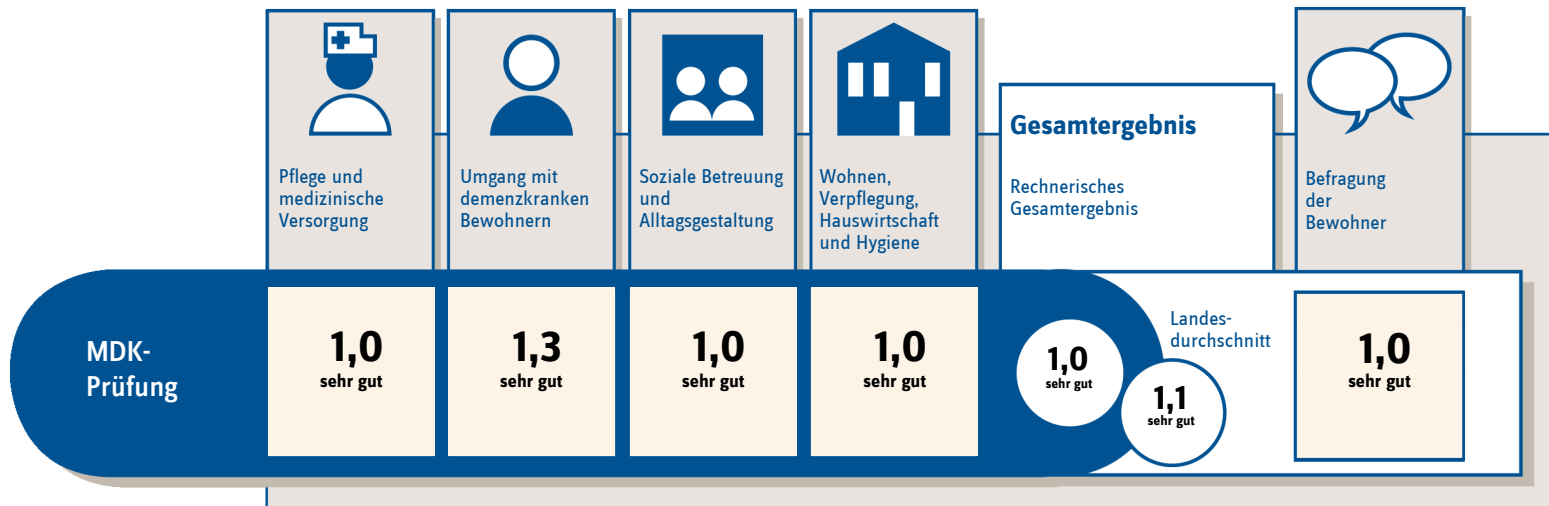 Pflege und
medizinische
Versorgung
Umgang mit
demenzkranken
Bewohnern
Soziale Betreuung
und
Alltagsgestaltung
Wohnen,
Verpflegung,
Hauswirtschaft
und Hygiene
Gesamtergebnis
Rechnerisches
Gesamtergebnis
Befragung
der
Bewohner
MDK-
Prüfung
1,0
sehr gut
1,3
sehr gut
1,0
sehr gut
1,0
sehr gut
1,0
sehr gut
Landes-
durchschnitt
1,1
sehr gut
1,0
sehr gut